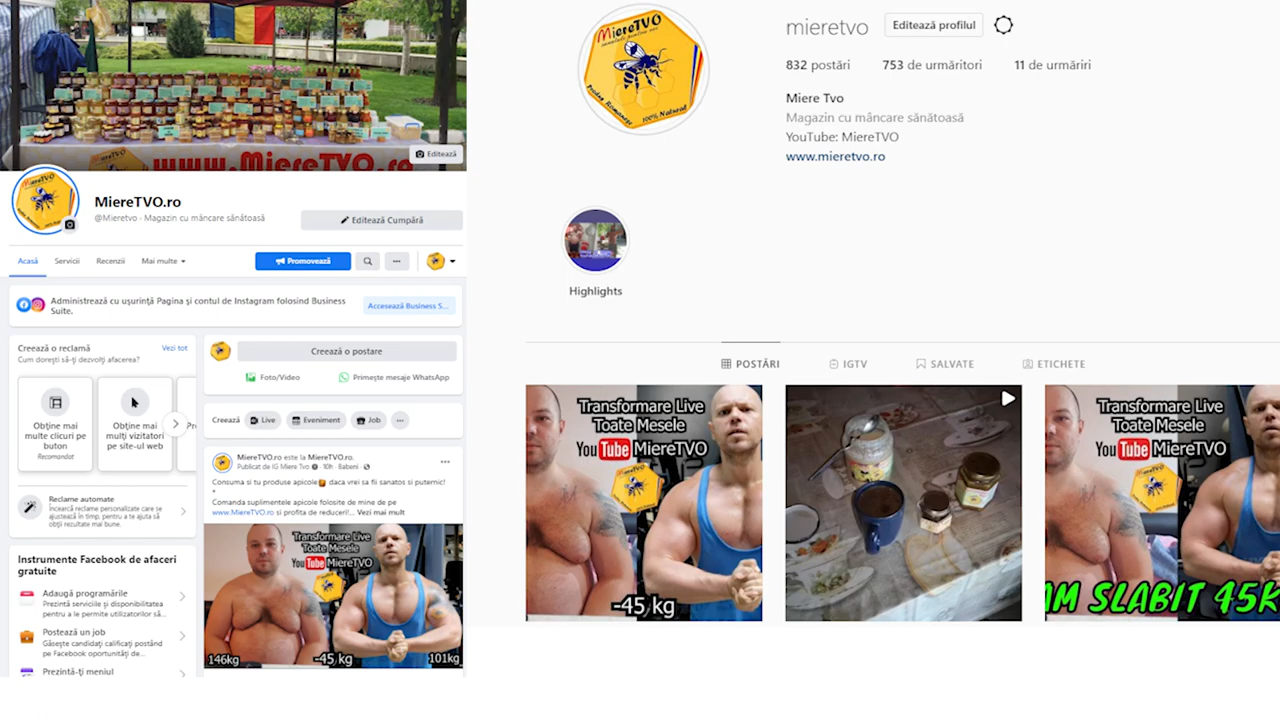 www.MiereTVO.ro
Editează
MiereTVO.ro
@Mieretvo · Magazin cu mâncare sănătoasă
Editează Cumpără
Acasă
Servicii
Recenzii
Mai multe
Promovează
Administrează cu ușurință Pagina și contul de Instagram folosind Business
Suite.
Accesează Business S...
Creează o reclamă
Vezi tot
Cum dorești să-ți dezvolți afacerea?
Obține mai
multe clicuri pe
buton
Recomandat
Obține mai
mulți vizitatori
pe site-ul web
Reclame automate
Încearcă reclame personalizate care se
ajustează în timp, pentru a te ajuta să
obții rezultate mai bune.
Instrumente Facebook de afaceri
gratuite
Adaugă programările
Prezintă serviciile și disponibilitatea
pentru a le permite utilizatorilor să...
Postează un job
Găsește candidați calificați postând
pe Facebook oportunități de...
Prezintă-ți meniul
Creează o postare
Foto/Video
Primește mesaje WhatsApp
Creează
Live
Eveniment
Job
MiereTVO.ro este la MiereTVO.ro.
Publicat de IG Miere Tvo · 10h · Babeni ·
Consuma si tu produse apicole daca vrei sa fii sanatos si puternic!
*
Comanda suplimentele apicole folosite de mine de pe
www.MiereTVO.ro si profita de reduceri!... Vezi mai mult
Transformare Live
Toate Mesele
YouTube MiereTVO
146kg
-45 kg
101kg
MiereTVO
Produs Romanesc
100% Natural
mieretvo
Editează profilul
832 postări
753 de urmăritori
11 de urmăriri
Miere Tvo
Magazin cu mâncare sănătoasă
YouTube: MiereTVO
www.mieretvo.ro
Highlights
POSTĂRI
IGTV
SALVATE
ETICHETE
Transformare Live
Toate Mesele
YouTube MiereTVO
-45 kg
Transformare Live
Toate Mesele
YouTube MiereTVO
AM SLABIT 45K